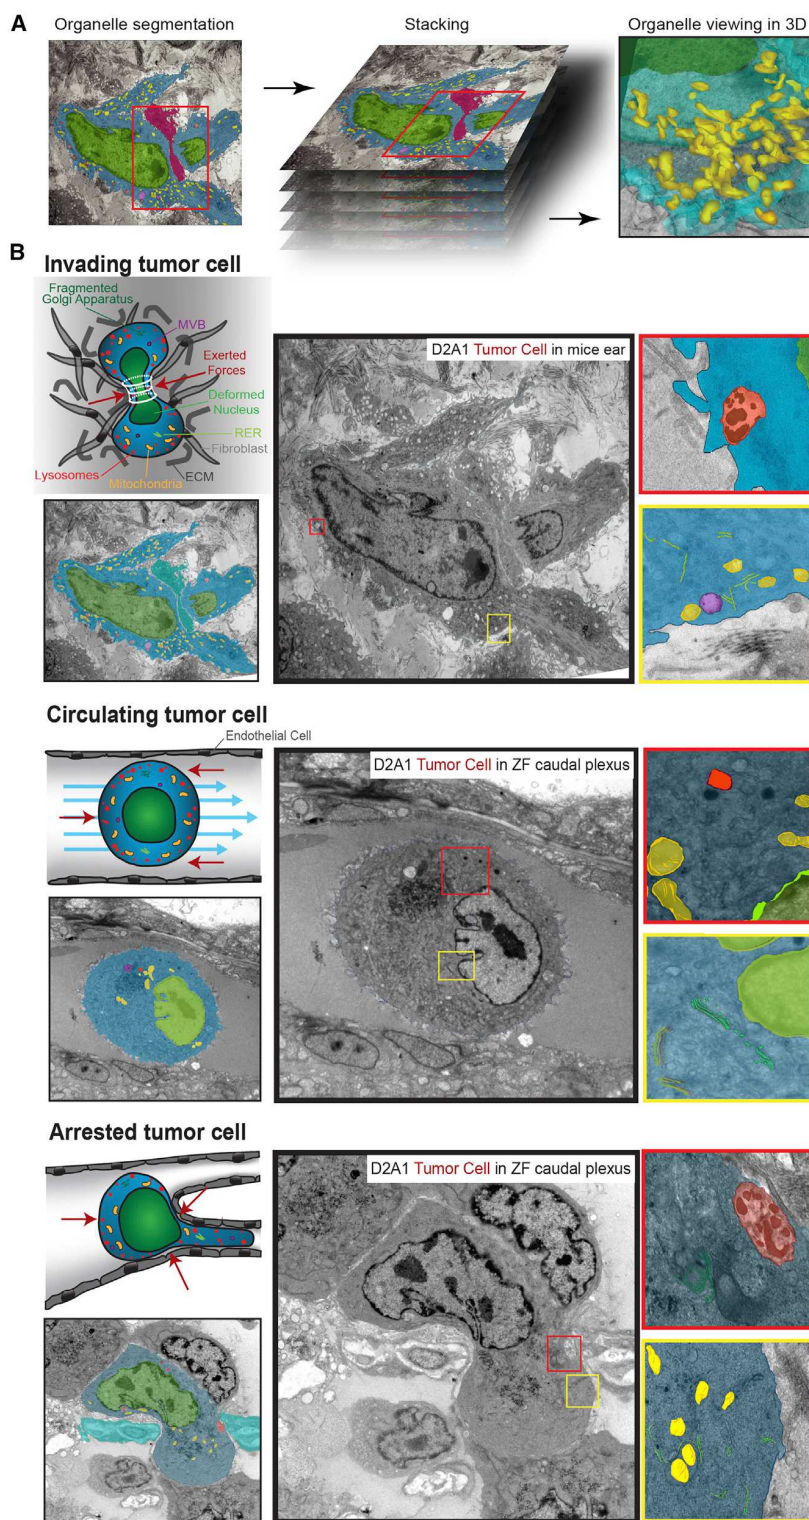 A
Organelle segmentation
Stacking
Organelle viewing in 3D
B
Invading tumor cell
Fragmented
Golgi Apparatus
MVB
Exerted
Forces
Deformed
Nucleus
RER
Fibroblast
Lysosomes
ECM
Mitochondria
D2A1 Tumor Cell in mice ear
Circulating tumor cell
Endothelial Cell
D2A1 Tumor Cell in ZF caudal plexus
Arrested tumor cell
D2A1 Tumor Cell in ZF caudal plexus